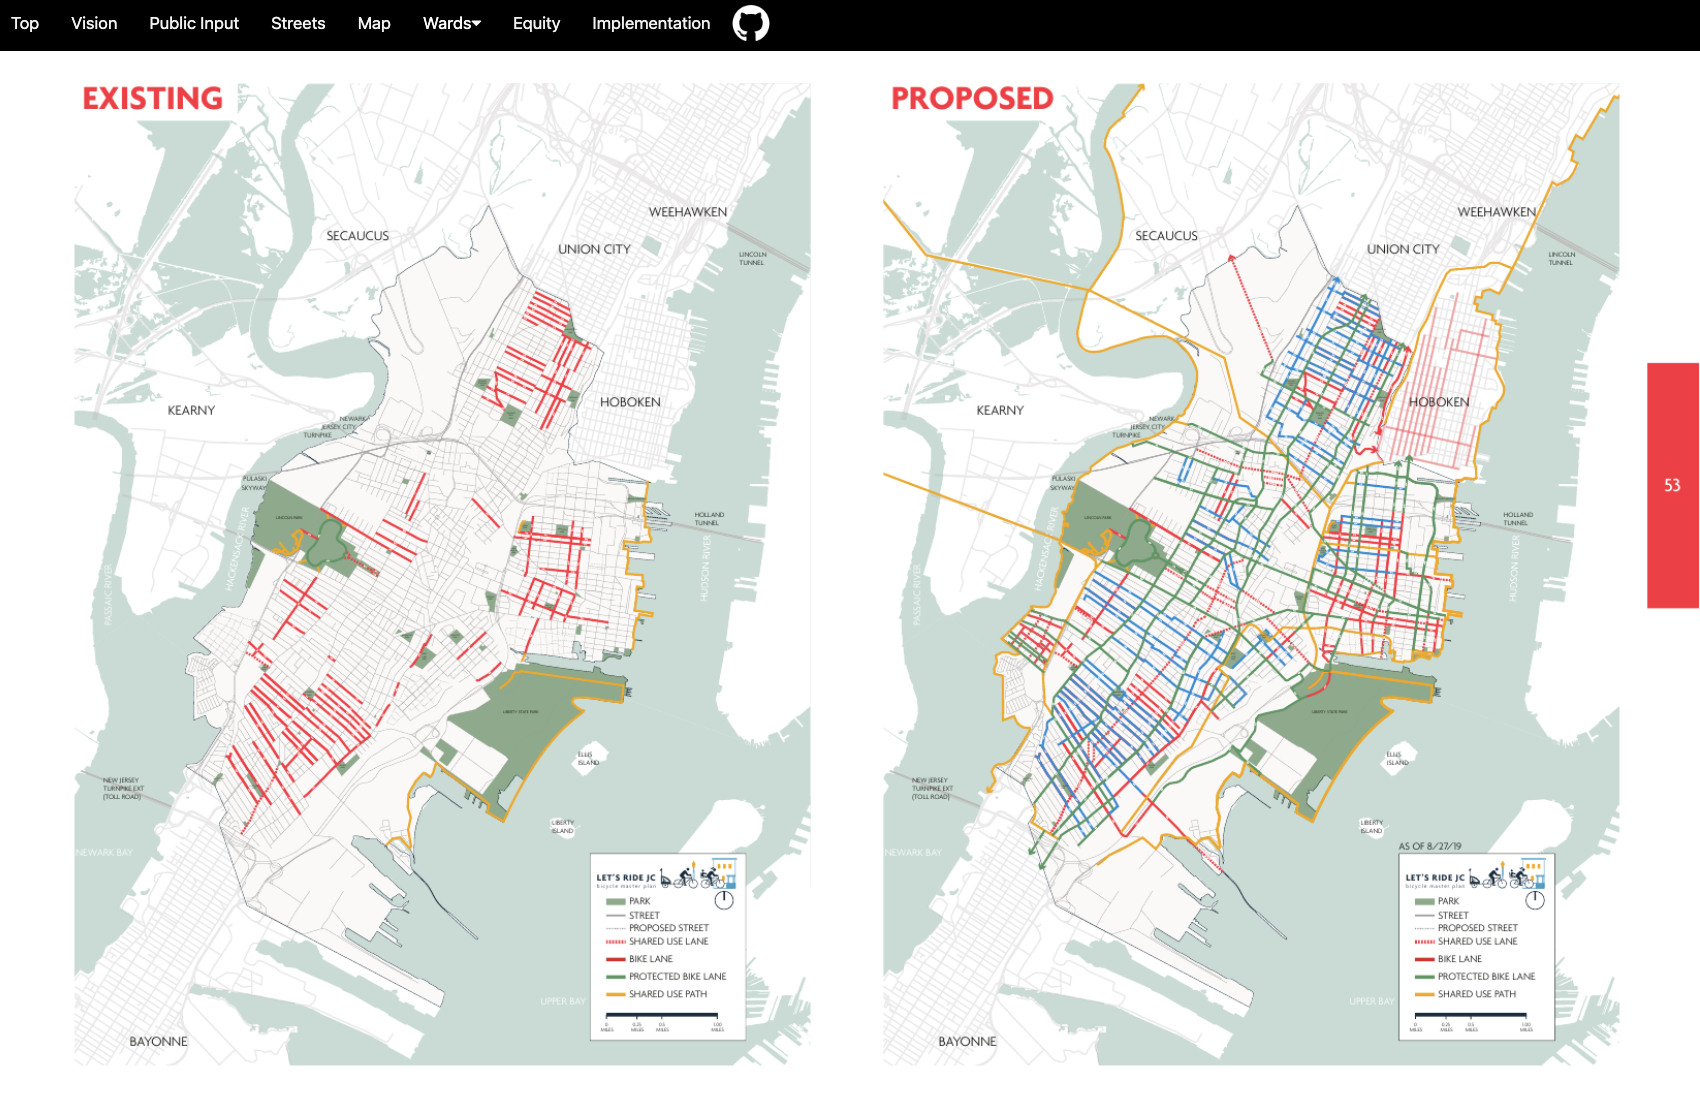 Top Vision Public Input Streets Map Wards Equity Implementation
EXISTING
WEEHAWKEN
SECAUCUS
UNION CITY
LINCOLN
TUNNEL
HOBOKEN
KEARNY
NEWARK
JERSEY CITY
TURNPIKE
PULASKI
SKYWAY
LINCOLN PARK
HOLLAND
TUNNEL
HACKENSACK RIVER
PASSAIC RIVER
HUDSON RIVER
LIBERTY STATE PARK
ELLIS
ISLAND
NEW JERSEY
TURNPIKE EXT
(TOLL ROAD)
LIBERTY
ISLAND
NEWARK BAY
UPPER BAY
BAYONNE
LET'S RIDE JC
bicycle master plan
PARK
STREET
PROPOSED STREET
SHARED USE LANE
BIKE LANE
PROTECTED BIKE LANE
SHARED USE PATH
0 0.25 0.5 1.00
MILES MILES MILES MILES
PROPOSED
WEEHAWKEN
SECAUCUS
UNION CITY
LINCOLN
TUNNEL
HOBOKEN
KEARNY
NEWARK
JERSEY CITY
TURNPIKE
PULASKI
SKYWAY
LINCOLN PARK
HOLLAND
TUNNEL
HACKENSACK RIVER
PASSAIC RIVER
HUDSON RIVER
LIBERTY STATE PARK
ELLIS
ISLAND
NEW JERSEY
TURNPIKE EXT
(TOLL ROAD)
LIBERTY
ISLAND
NEWARK BAY
UPPER BAY
BAYONNE
AS OF 8/27/19
LET'S RIDE JC
bicycle master plan
PARK
STREET
PROPOSED STREET
SHARED USE LANE
BIKE LANE
PROTECTED BIKE LANE
SHARED USE PATH
0 0.25 0.5 1.00
MILES MILES MILES MILES
53